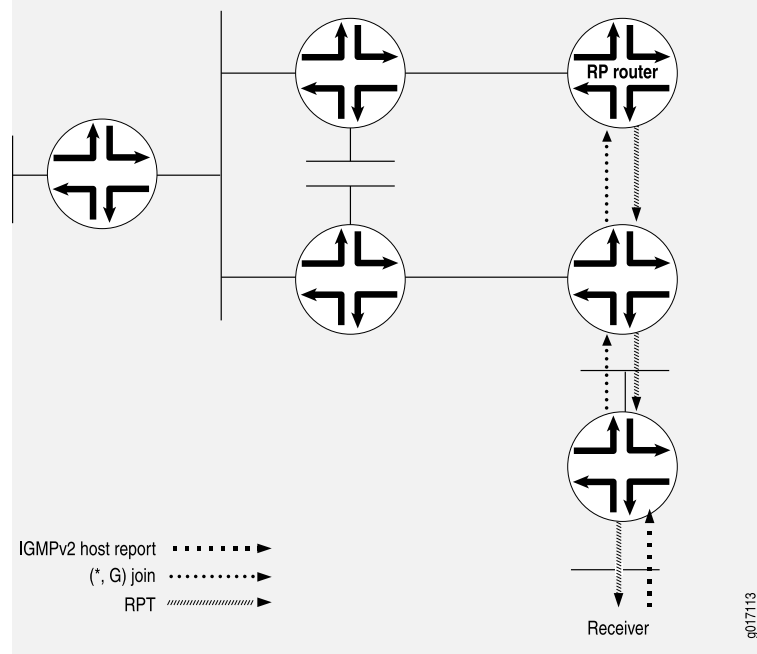 RP router
IGMPv2 host report
(*, G) join
RPT
Receiver
g017113